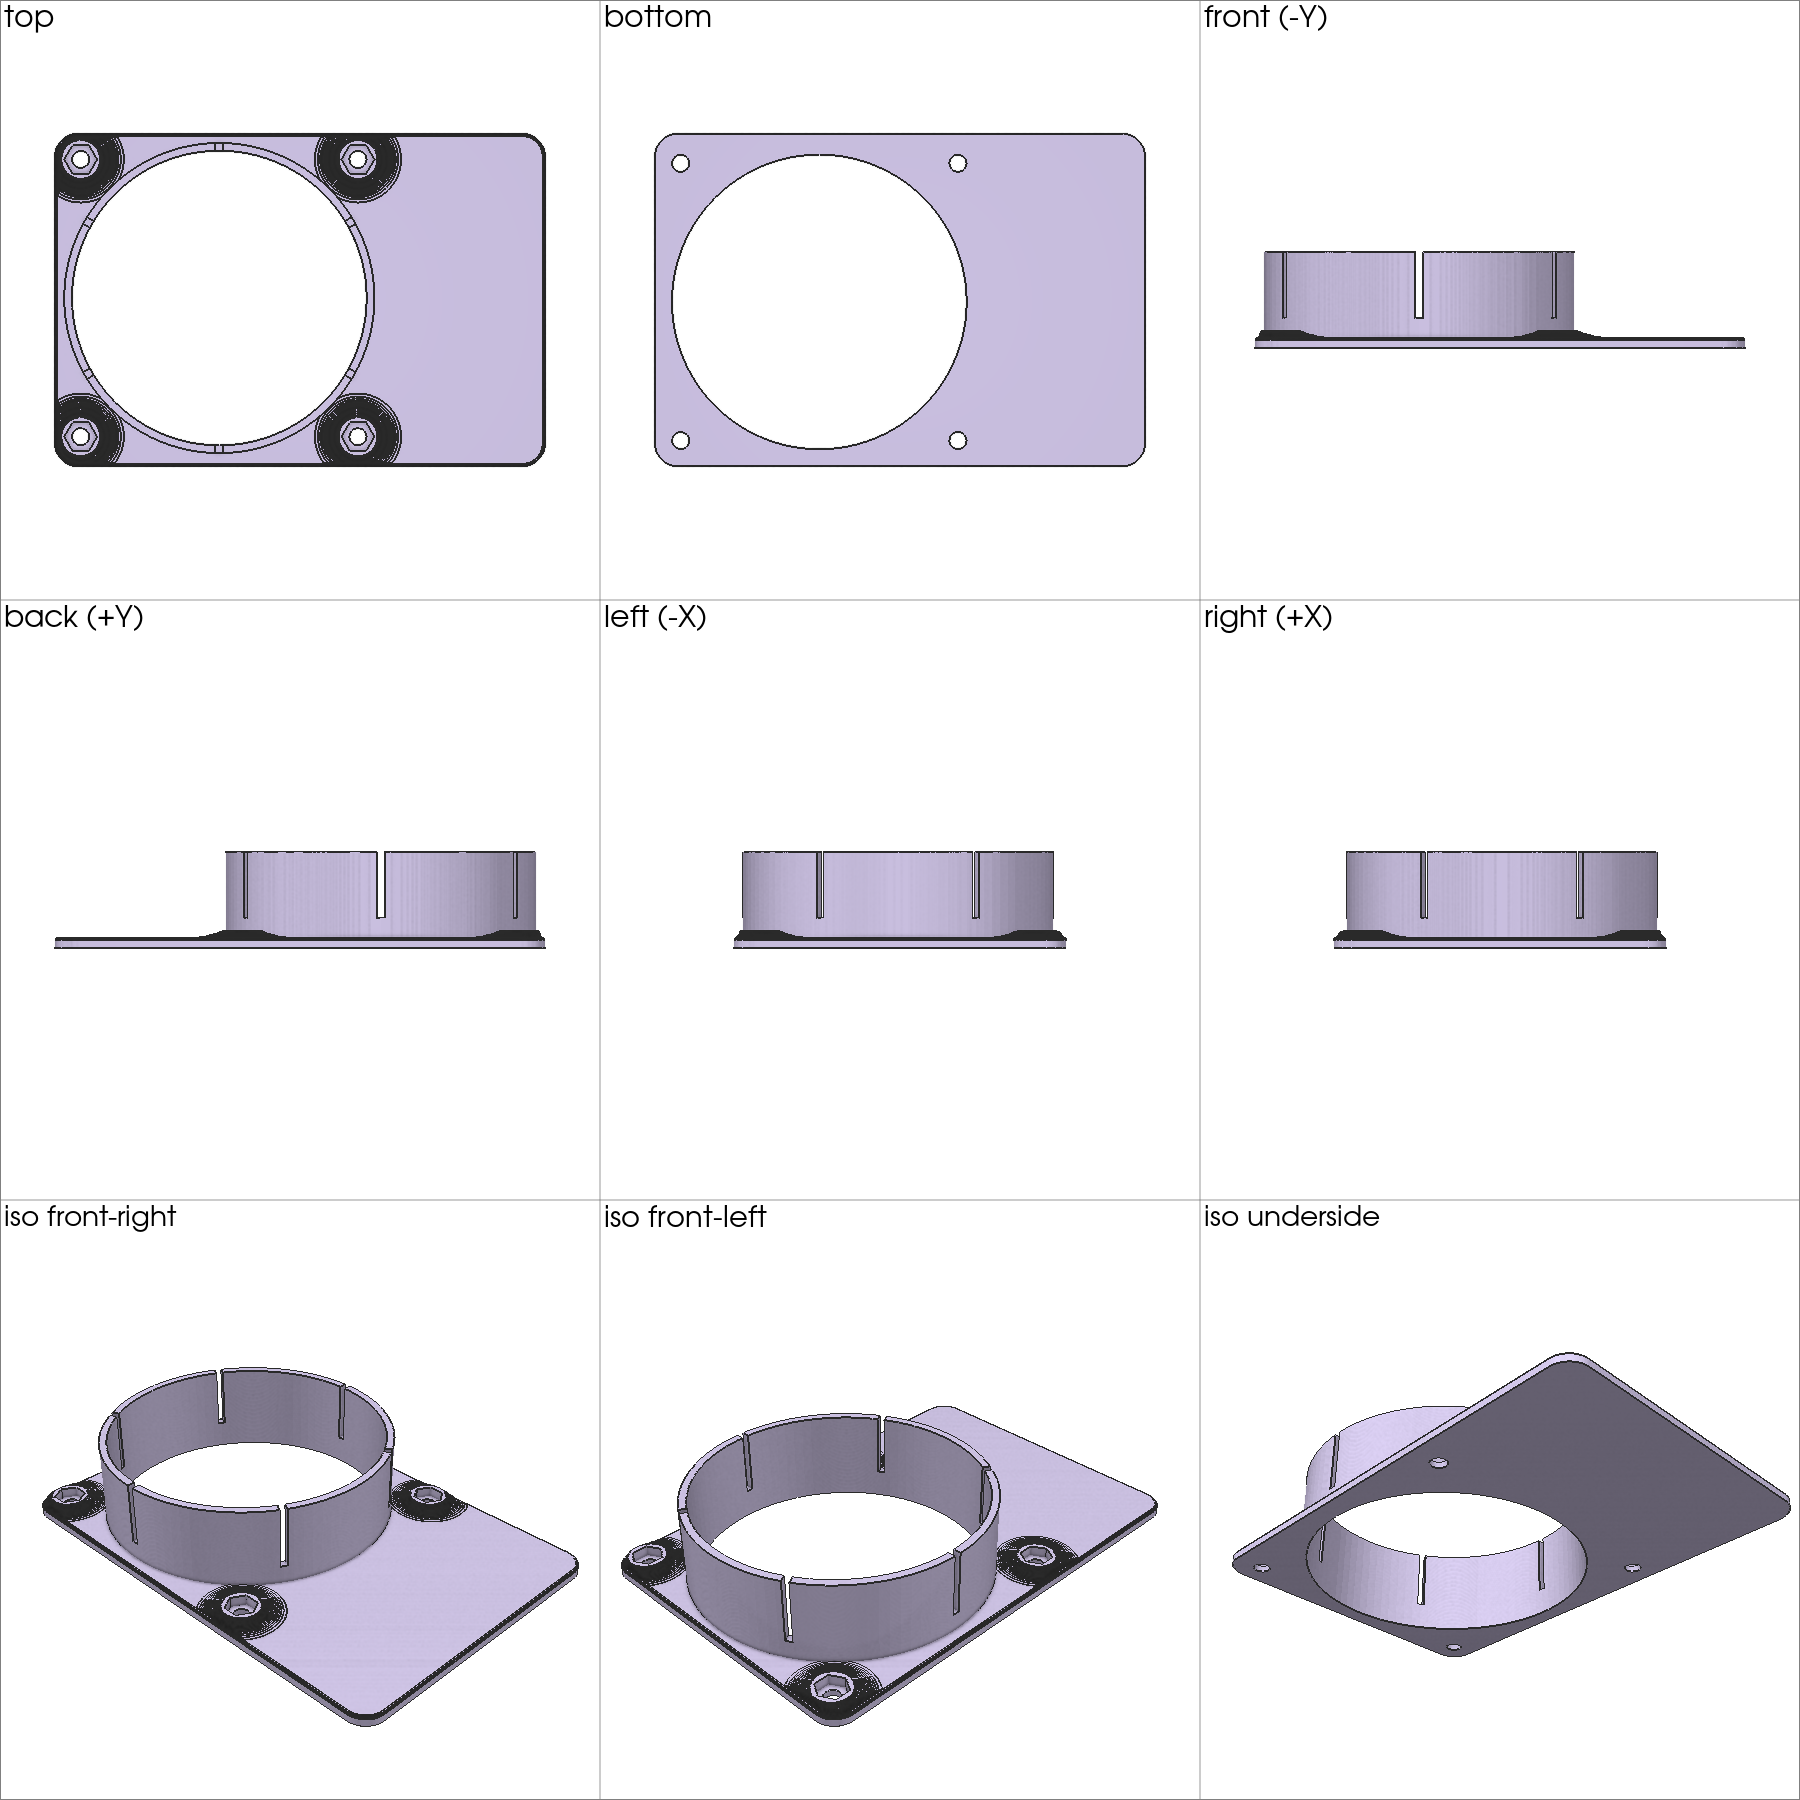 top
bottom
front (-Y)
back (+Y)
left (-X)
right (+X)
iso front-right
iso front-left
iso underside